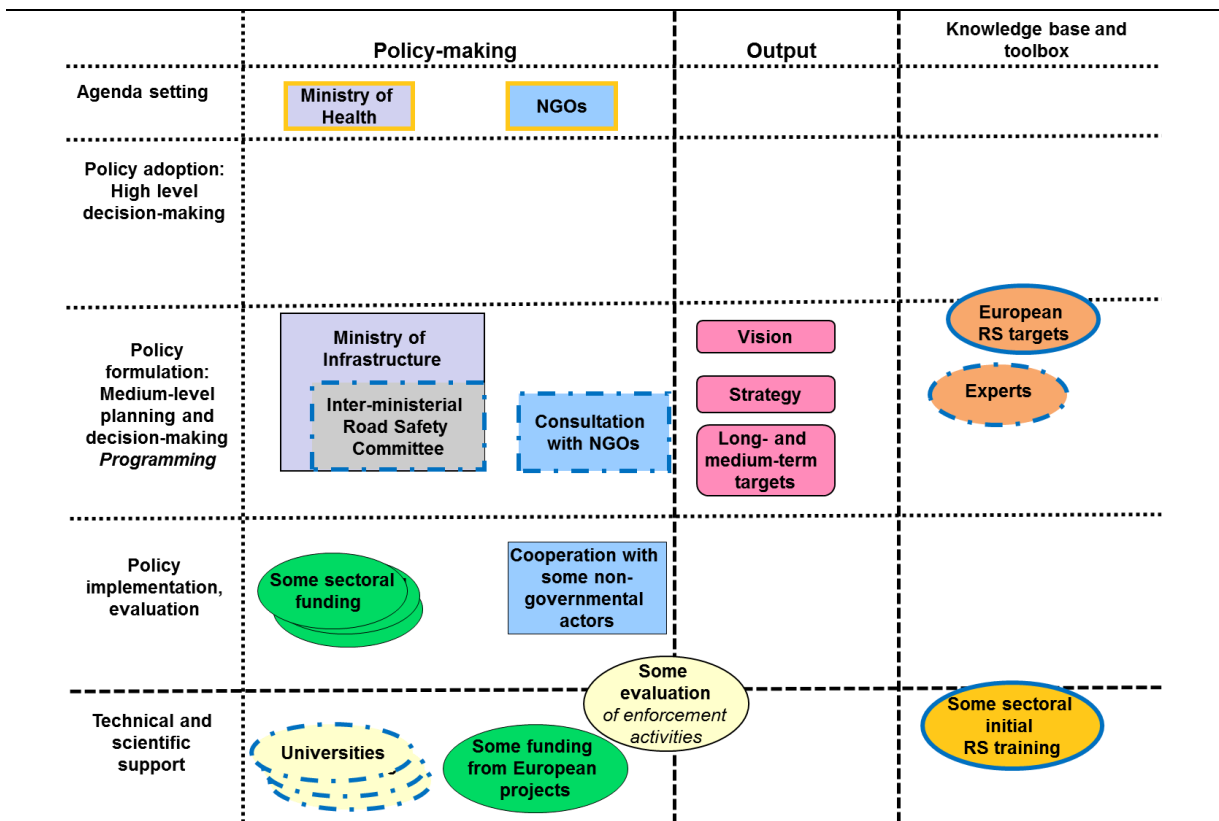 Policy-making
Output
Knowledge base and
toolbox
Agenda setting
Ministry of
Health
NGOs
Policy adoption:
High level
decision-making
Policy
formulation:
Medium-level
planning and
decision-making
Programming
Ministry of
Infrastructure
Inter-ministerial
Road Safety
Committee
Consultation
with NGOs
Vision
Strategy
Long- and
medium-term
targets
European
RS targets
Experts
Policy
implementation,
evaluation
Some sectoral
funding
Cooperation with
some non-
governmental
actors
Technical and
scientific
support
Universities
Some funding
from European
projects
Some
evaluation
of enforcement
activities
Some sectoral
initial
RS training